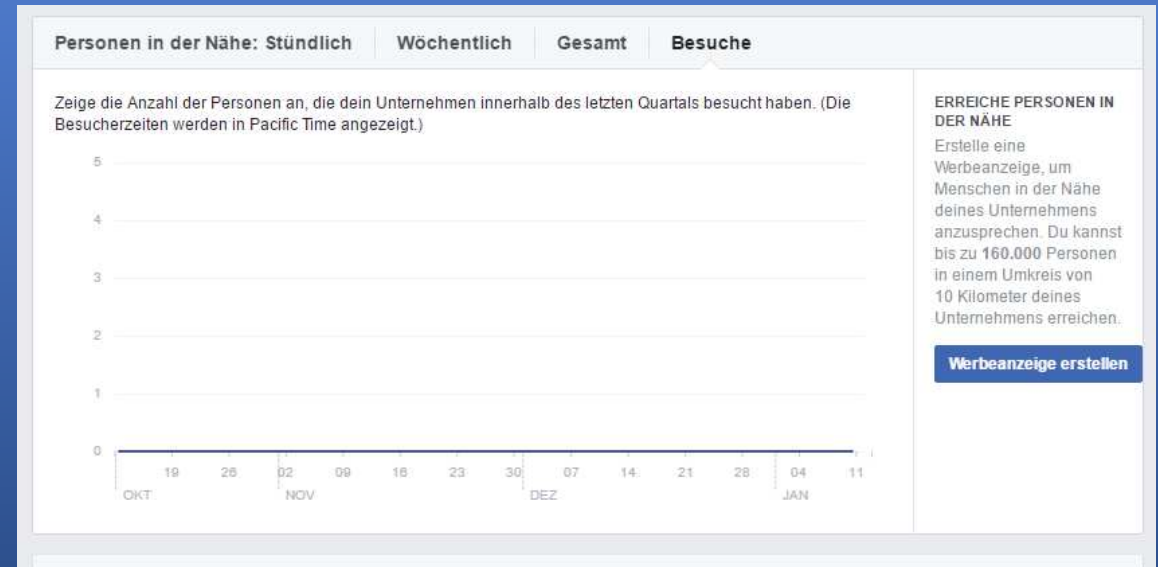 Personen in der Nähe: Stündlich Wöchentlich Gesamt Besuche
Zeige die Anzahl der Personen an, die dein Unternehmen innerhalb des letzten Quartals besucht haben. (Die
Besucherzeiten werden in Pacific Time angezeigt.)
5
4
3
2
1
0
19 26 02 09 16 23 30 07 14 21 28 04 11
OKT NOV DEZ JAN
ERREICHE PERSONEN IN
DER NÄHE
Erstelle eine
Werbeanzeige, um
Menschen in der Nähe
deines Unternehmens
anzusprechen. Du kannst
bis zu 160.000 Personen
in einem Umkreis von
10 Kilometer deines
Unternehmens erreichen.
Werbeanzeige erstellen